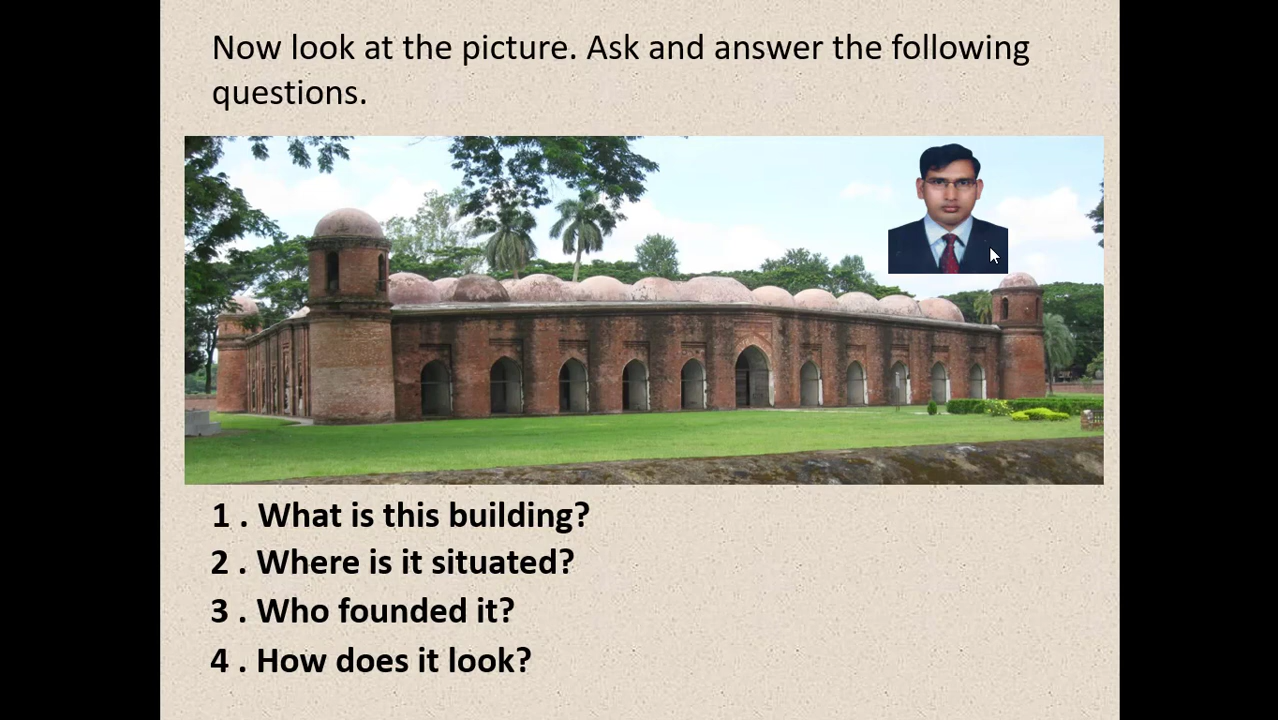 Now look at the picture. Ask and answer the following
questions.
1 . What is this building?
2 . Where is it situated?
3 . Who founded it?
4 . How does it look?